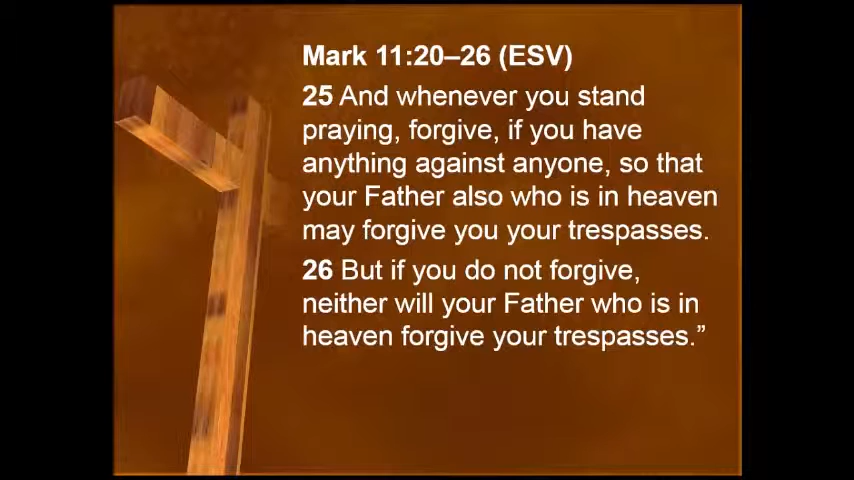 Mark 11:20–26 (ESV)
25 And whenever you stand
praying, forgive, if you have
anything against anyone, so that
your Father also who is in heaven
may forgive you your trespasses.
26 But if you do not forgive,
neither will your Father who is in
heaven forgive your trespasses.”